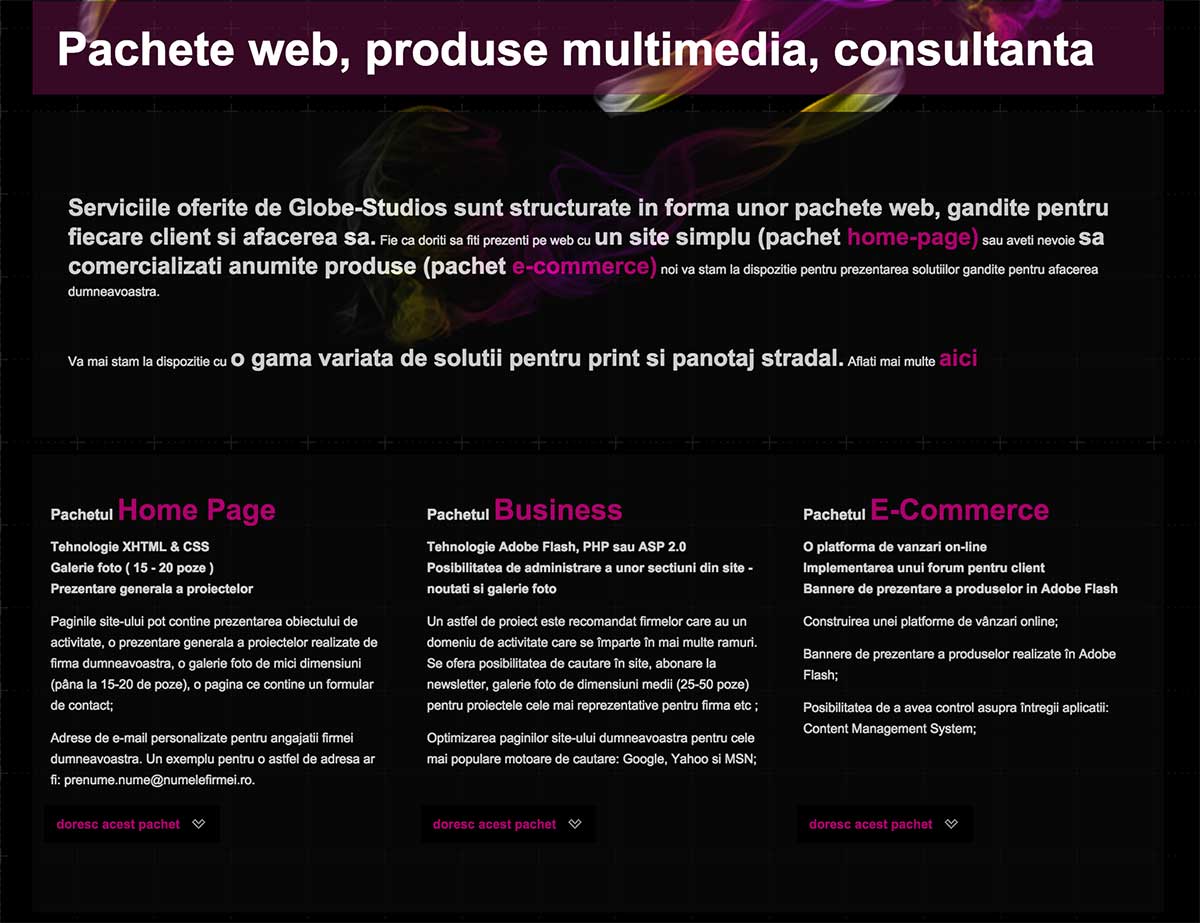 Pachete web, produse multimedia, consultanta
Serviciile oferite de Globe-Studios sunt structurate in forma unor pachete web, gandite pentru
fiecare client si afacerea sa. Fie ca doriti sa fiti prezenti pe web cu un site simplu (pachet home-page) sau aveti nevoie sa
comercializati anumite produse (pachet e-commerce) noi va stam la dispozitie pentru prezentarea solutiilor gandite pentru afacerea
dumneavoastra.
Va mai stam la dispozitie cu o gama variata de solutii pentru print si panotaj stradal. Aflati mai multe aici
Pachetul Home Page
Tehnologie XHTML & CSS
Galerie foto ( 15 - 20 poze )
Prezentare generala a proiectelor
Paginile site-ului pot contine prezentarea obiectului de
activitate, o prezentare generala a proiectelor realizate de
firma dumneavoastra, o galerie foto de mici dimensiuni
(pâna la 15-20 de poze), o pagina ce contine un formular
de contact;
Adrese de e-mail personalizate pentru angajatii firmei
dumneavoastra. Un exemplu pentru o astfel de adresa ar
fi: prenume.nume@numelefirmei.ro.
doresc acest pachet
Pachetul Business
Tehnologie Adobe Flash, PHP sau ASP 2.0
Posibilitatea de administrare a unor sectiuni din site -
noutati si galerie foto
Un astfel de proiect este recomandat firmelor care au un
domeniu de activitate care se împarte în mai multe ramuri.
Se ofera posibilitatea de cautare în site, abonare la
newsletter, galerie foto de dimensiuni medii (25-50 poze)
pentru proiectele cele mai reprezentative pentru firma etc ;
Optimizarea paginilor site-ului dumneavoastra pentru cele
mai populare motoare de cautare: Google, Yahoo si MSN;
doresc acest pachet
Pachetul E-Commerce
O platforma de vanzari on-line
Implementarea unui forum pentru client
Bannere de prezentare a produselor in Adobe Flash
Construirea unei platforme de vânzari online;
Bannere de prezentare a produselor realizate în Adobe
Flash;
Posibilitatea de a avea control asupra întregii aplicatii:
Content Management System;
doresc acest pachet